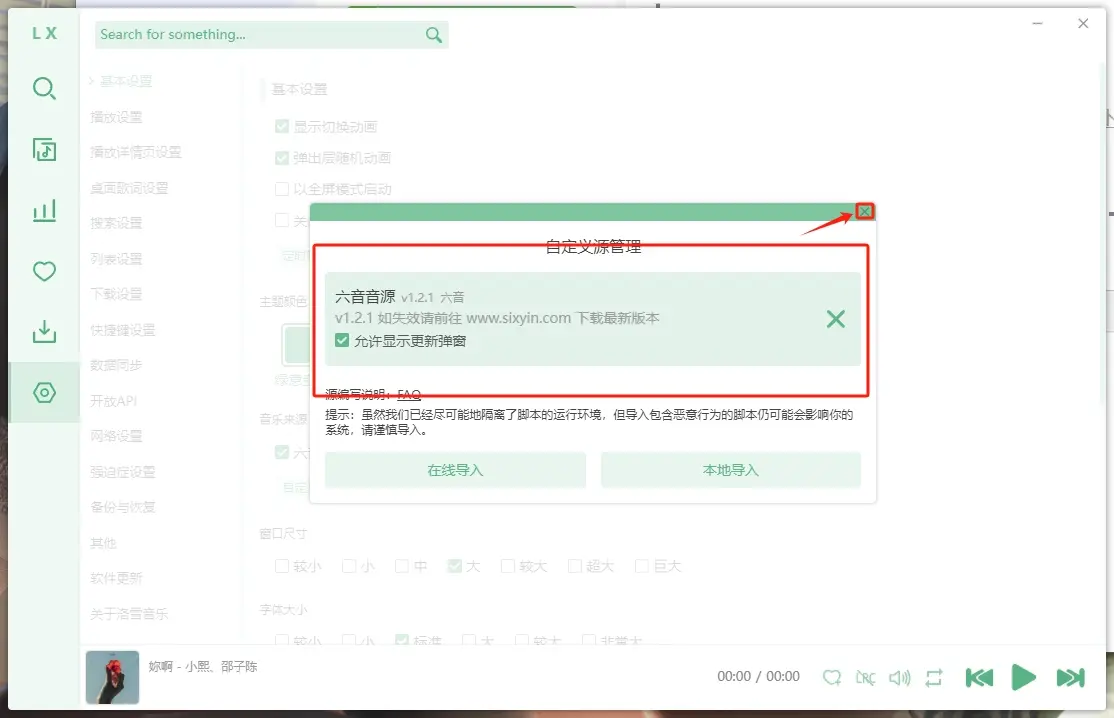 LX
Search for something...
基本设置
播放设置
播放详情页设置
桌面歌词设置
搜索设置
列表设置
下载设置
快捷键设置
数据同步
开放API
网络设置
强迫症设置
备份与恢复
其他
软件更新
关于洛雪音乐
基本设置
显示切换动画
弹出层随机动画
以全屏模式启动
关
主题颜色
音乐来源
六
窗口尺寸
较小 小 中 大 较大 超大 巨大
字体大小
较小 小 标准 大 较大 非常大
自定义源管理
六音音源 v1.2.1 六音
v1.2.1 如失效请前往 www.sixyin.com 下载最新版本
允许显示更新弹窗
源编写说明：FAQ
提示：虽然我们已经尽可能地隔离了脚本的运行环境，但导入包含恶意行为的脚本仍可能会影响你的
系统，请谨慎导入。
在线导入 本地导入
妳啊 - 小熙、邵子陈
00:00 / 00:00
LRC